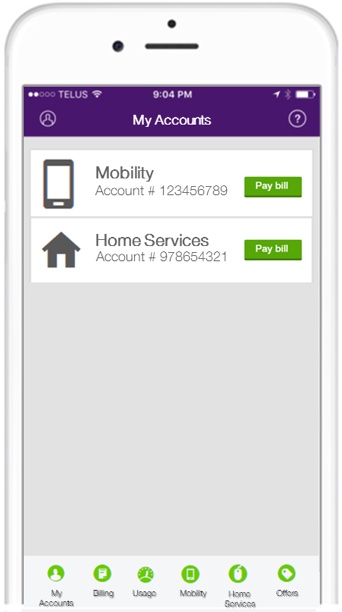 TELUS 9:04 PM
My Accounts ?
Mobility
Account # 123456789
Pay bill
Home Services
Account # 978654321
Pay bill
My Accounts
Billing
Usage
Mobility
Home Services
Offers